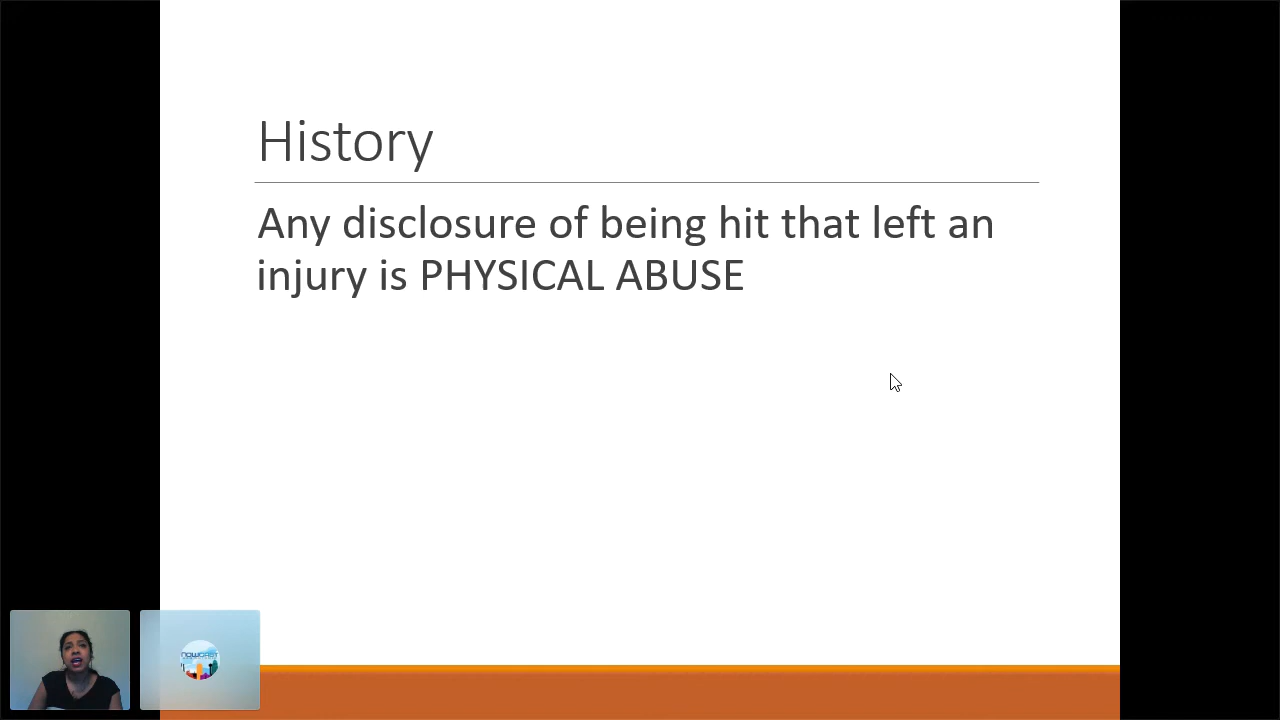 History
Any disclosure of being hit that left an
injury is PHYSICAL ABUSE